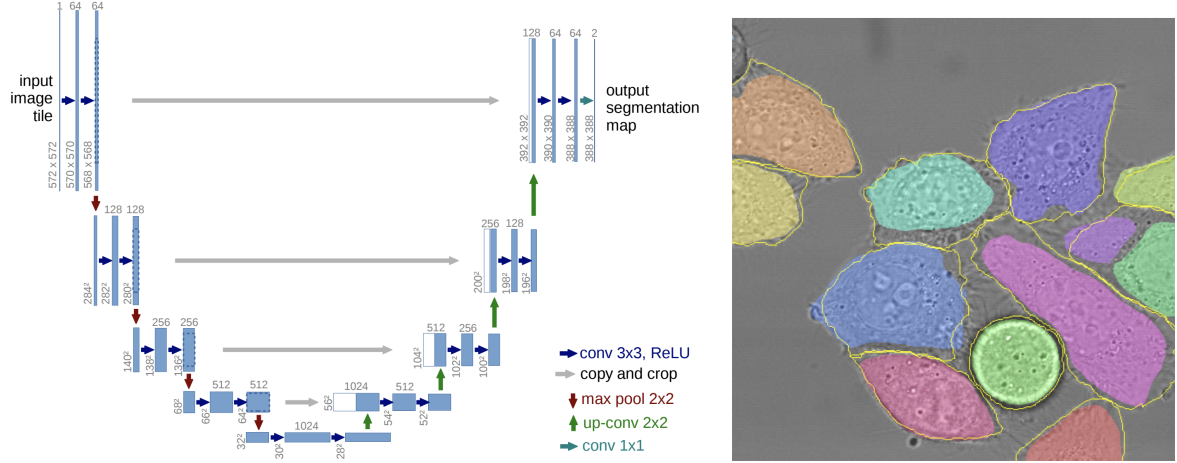 1 64 64
input
image
tile
572 x 572
570 x 570
568 x 568
128 64 64 2
output
segmentation
map
392 x 392
390 x 390
388 x 388
388 x 388
128 128
284²
282²
280²
256 128
200²
198²
196²
256 256
140²
138²
136²
512 256
104²
102²
100²
512 512
68²
66²
64²
1024 512
56²
54²
52²
1024
32²
30²
28²
conv 3x3, ReLU
copy and crop
max pool 2x2
up-conv 2x2
conv 1x1